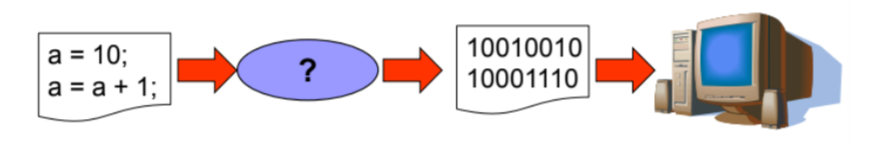 a = 10;
a = a + 1;
?
10010010
10001110